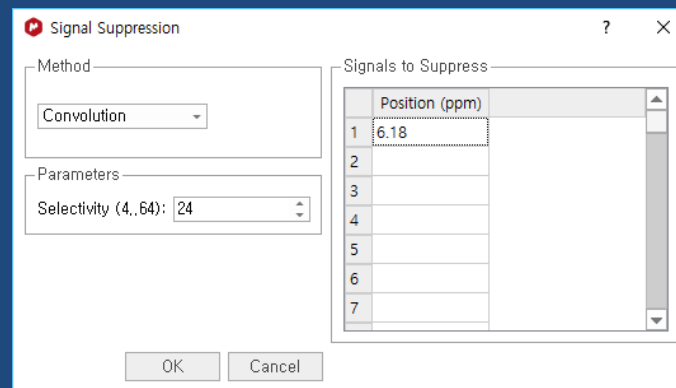 Signal Suppression
?
Method
Convolution
Parameters
Selectivity (4..64): 24
Signals to Suppress
Position (ppm)
1 6.18
2
3
4
5
6
7
OK
Cancel